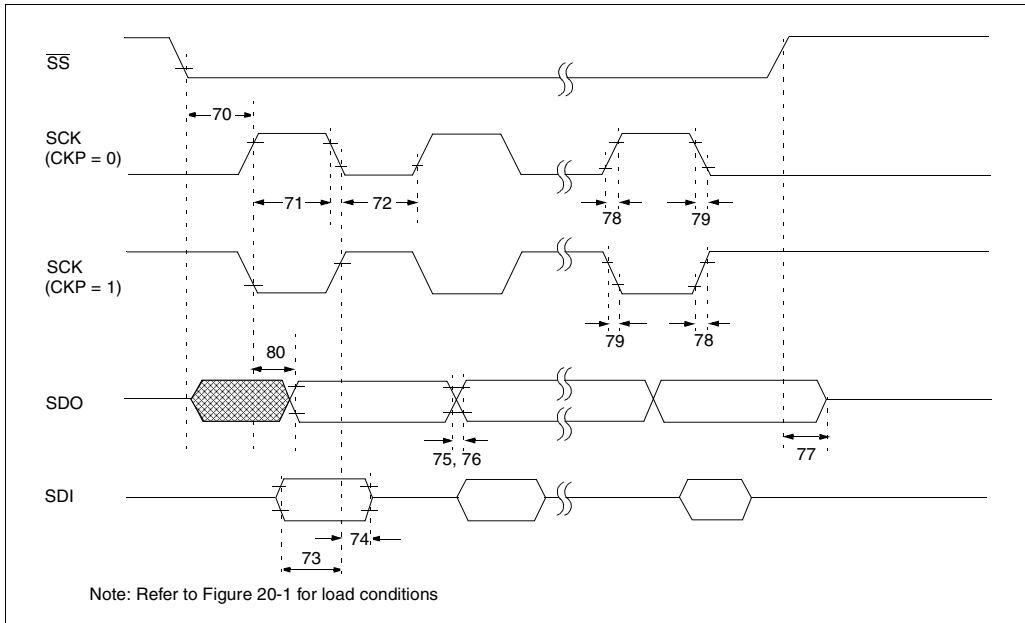 SS
70
SCK
(CKP = 0)
71
72
78
79
SCK
(CKP = 1)
79
78
80
SDO
75, 76
77
SDI
74
73
Note: Refer to Figure 20-1 for load conditions